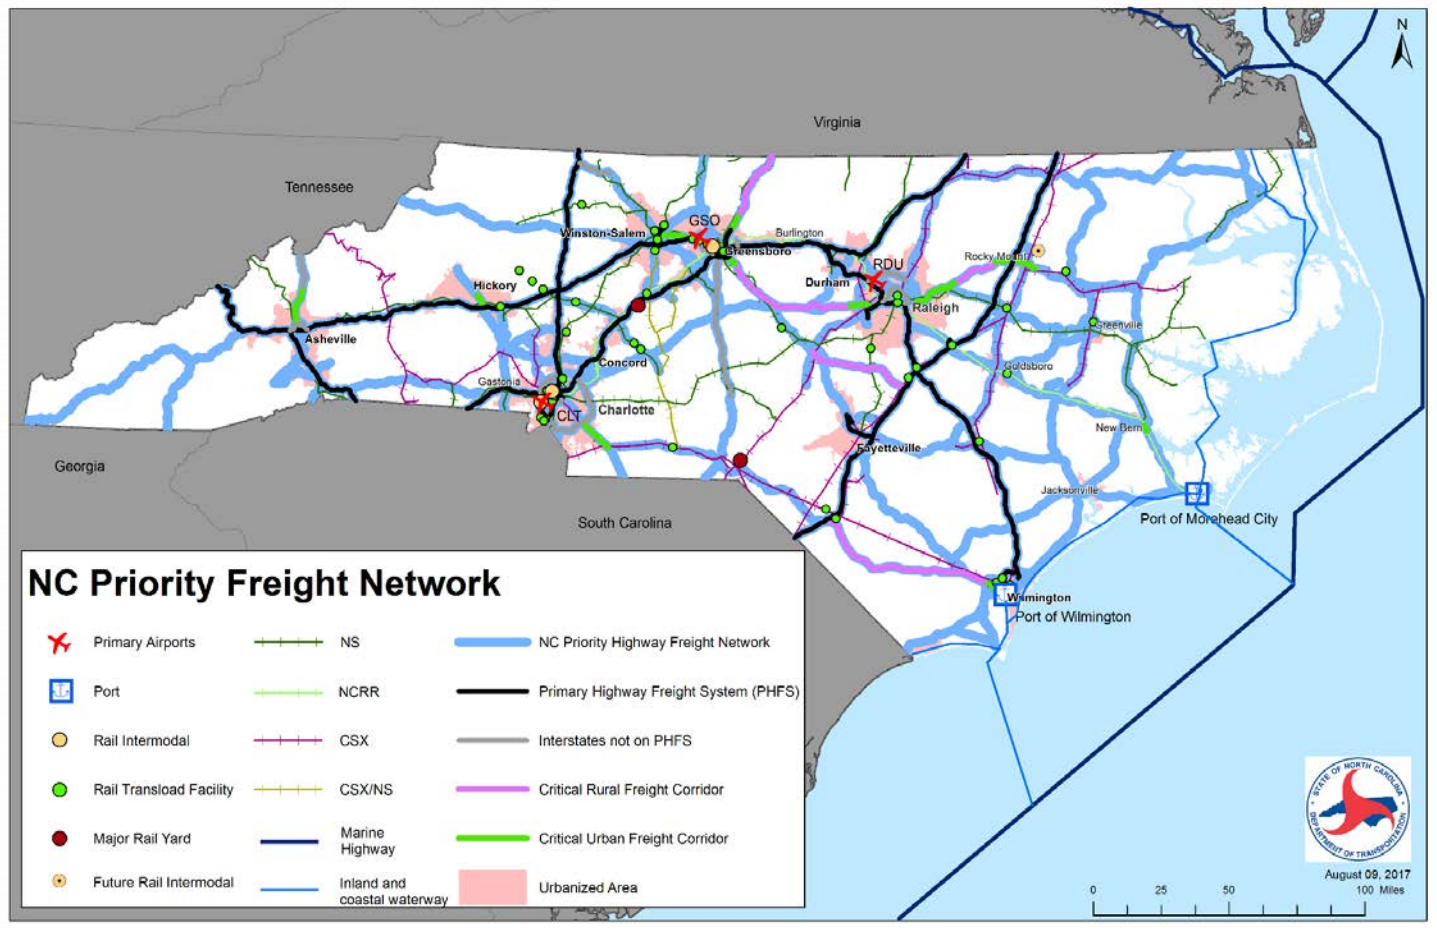 N
Virginia
Tennessee
GSO
Winston-Salem
Burlington
Greensboro
RDU
Rocky Mount
Hickory
Durham
Raleigh
Greenville
Asheville
Concord
Goldsboro
Gastonia
CLT
Charlotte
New Bern
Fayetteville
Georgia
Jacksonville
South Carolina
Port of Morehead City
Wilmington
Port of Wilmington
NC Priority Freight Network
Primary Airports
NS
NC Priority Highway Freight Network
Port
NCRR
Primary Highway Freight System (PHFS)
Rail Intermodal
CSX
Interstates not on PHFS
Rail Transload Facility
CSX/NS
Critical Rural Freight Corridor
Major Rail Yard
Marine
Highway
Critical Urban Freight Corridor
Future Rail Intermodal
Inland and
coastal waterway
Urbanized Area
STATE OF NORTH CAROLINA
DEPARTMENT OF TRANSPORTATION
August 09, 2017
0 25 50 100 Miles